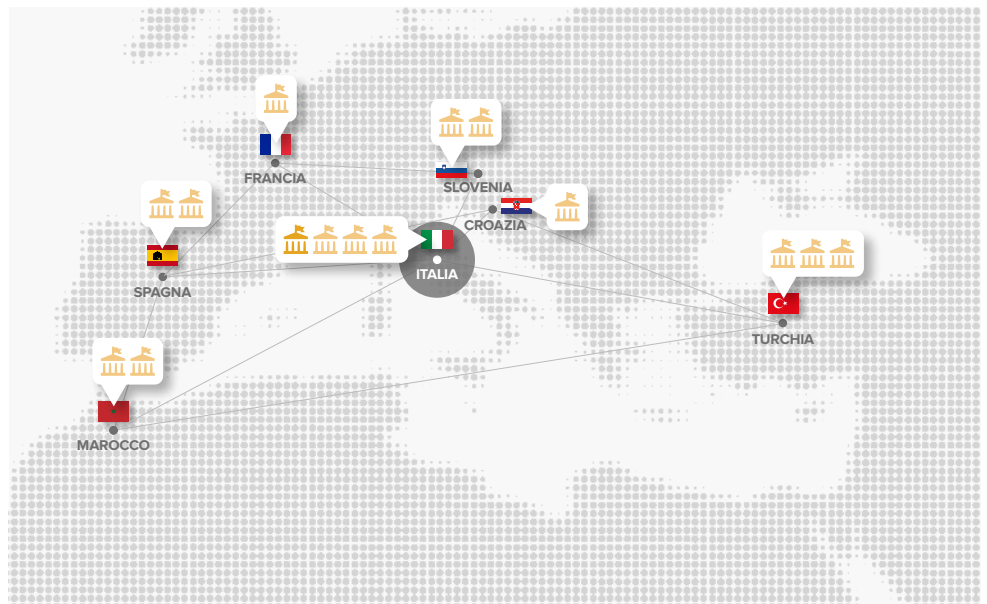 FRANCIA
SLOVENIA
CROAZIA
ITALIA
SPAGNA
TURCHIA
MAROCCO